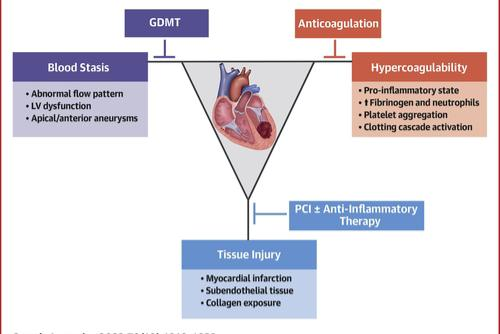 GDMT
Anticoagulation
Blood Stasis
• Abnormal flow pattern
• LV dysfunction
• Apical/anterior aneurysms
Hypercoagulability
• Pro-inflammatory state
• ⬆ Fibrinogen and neutrophils
• Platelet aggregation
• Clotting cascade activation
PCI ± Anti-Inflammatory
Therapy
Tissue Injury
• Myocardial infarction
• Subendothelial tissue
• Collagen exposure